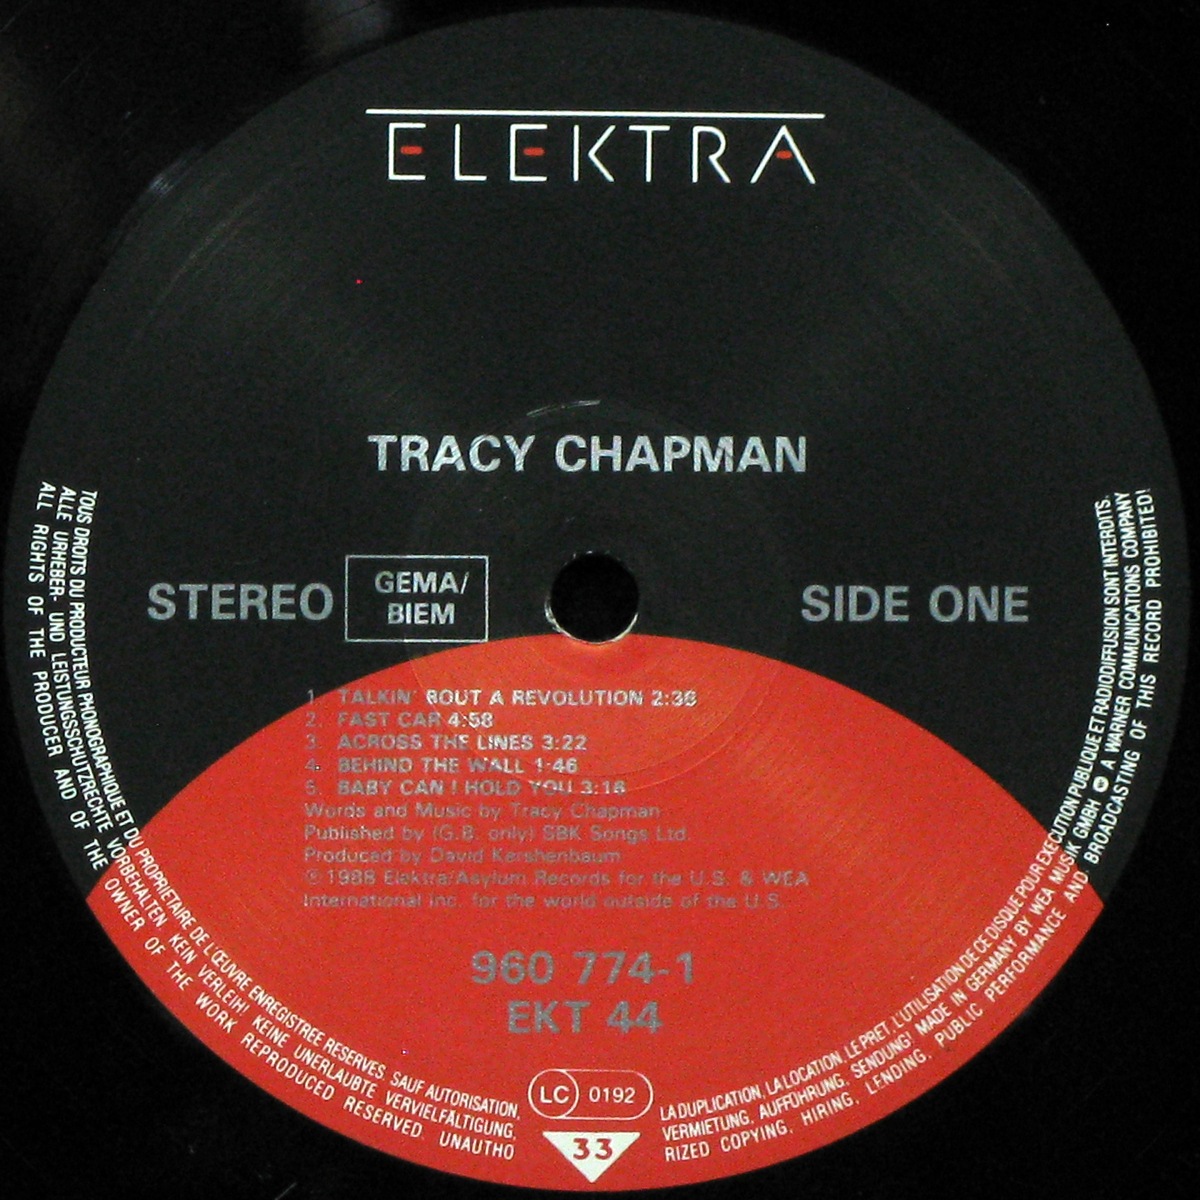 ELEKTRA
TRACY CHAPMAN
STEREO
GEMA/
BIEM
SIDE ONE
1. TALKIN' BOUT A REVOLUTION 2:36
2. FAST CAR 4:58
3. ACROSS THE LINES 3:22
4. BEHIND THE WALL 1:46
5. BABY CAN I HOLD YOU 3:16
Words and Music by Tracy Chapman
Published by (G.B. only) SBK Songs Ltd.
Produced by David Kershenbaum
℗ 1988 Elektra/Asylum Records for the U.S. & WEA
International Inc. for the world outside of the U.S.
960 774-1
EKT 44
LC 0192
33
TOUS DROITS DU PRODUCTEUR PHONOGRAPHIQUE ET DU PROPRIETAIRE DE L'ŒUVRE ENREGISTREE RESERVES. SAUF AUTORISATION, LA DUPLICATION, LA LOCATION, LE PRET, L'UTILISATION DE CE DISQUE POUR EXECUTION PUBLIQUE ET RADIODIFFUSION SONT INTERDITS.
ALLE URHEBER- UND LEISTUNGSSCHUTZRECHTE VORBEHALTEN. KEIN VERLEIH! KEINE UNERLAUBTE VERVIELFÄLTIGUNG, VERMIETUNG, AUFFÜHRUNG, SENDUNG! MADE IN GERMANY BY WEA MUSIK GMBH A WARNER COMMUNICATIONS COMPANY
ALL RIGHTS OF THE PRODUCER AND OF THE OWNER OF THE WORK REPRODUCED RESERVED. UNAUTHORIZED COPYING, HIRING, LENDING, PUBLIC PERFORMANCE AND BROADCASTING OF THIS RECORD PROHIBITED!